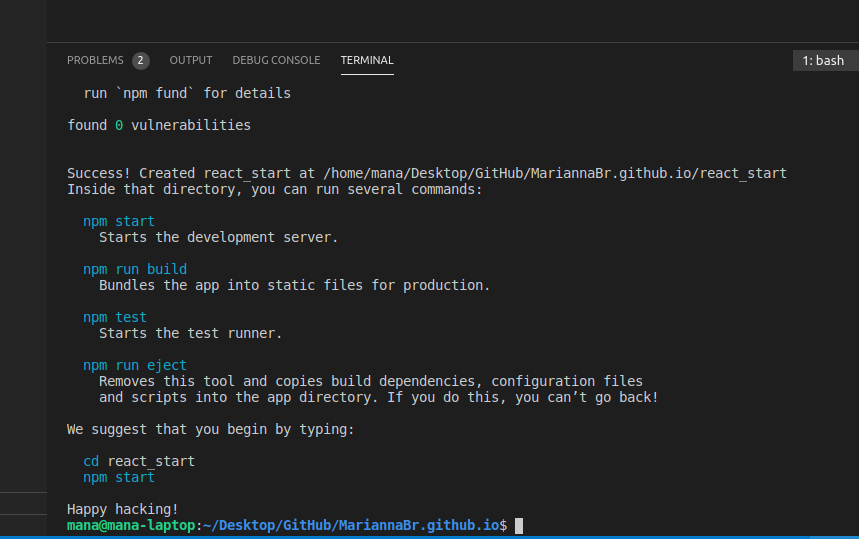 PROBLEMS 2 OUTPUT DEBUG CONSOLE TERMINAL 1: bash
run `npm fund` for details
found 0 vulnerabilities
Success! Created react_start at /home/mana/Desktop/GitHub/MariannaBr.github.io/react_start
Inside that directory, you can run several commands:
npm start
Starts the development server.
npm run build
Bundles the app into static files for production.
npm test
Starts the test runner.
npm run eject
Removes this tool and copies build dependencies, configuration files
and scripts into the app directory. If you do this, you can’t go back!
We suggest that you begin by typing:
cd react_start
npm start
Happy hacking!
mana@mana-laptop:~/Desktop/GitHub/MariannaBr.github.io$